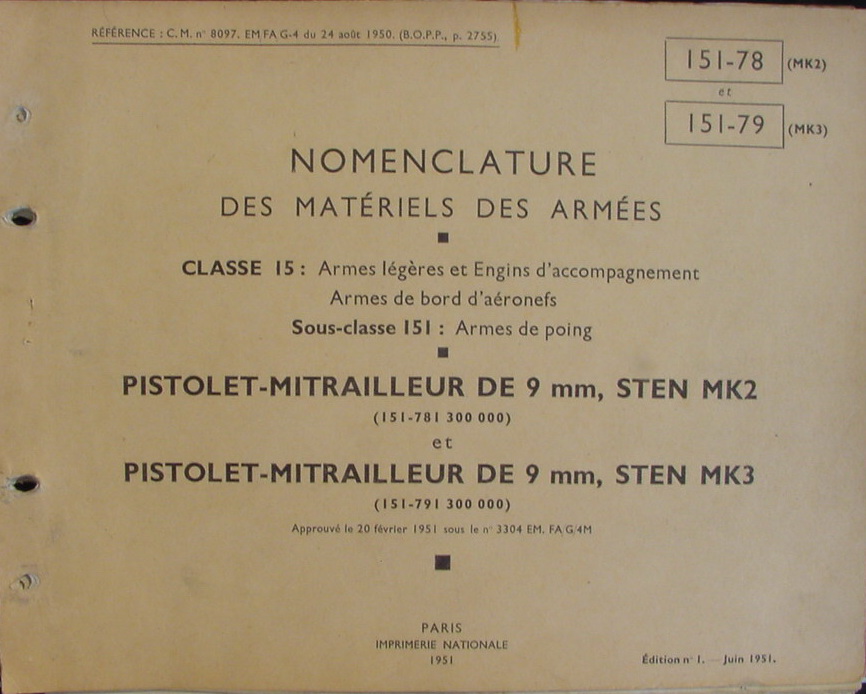 RÉFÉRENCE : C. M. n° 8097. EM/FA G-4 du 24 août 1950. (B.O.P.P., p. 2755).
151-78 (MK2)
et
151-79 (MK3)
NOMENCLATURE
DES MATÉRIELS DES ARMÉES
CLASSE 15 : Armes légères et Engins d'accompagnement
Armes de bord d'aéronefs
Sous-classe 151 : Armes de poing
PISTOLET-MITRAILLEUR DE 9 mm, STEN MK2
(151-781 300 000)
et
PISTOLET-MITRAILLEUR DE 9 mm, STEN MK3
(151-791 300 000)
Approuvé le 20 février 1951 sous le n° 3304 EM. FA/G/4M
PARIS
IMPRIMERIE NATIONALE
1951
Édition n° 1. — Juin 1951.